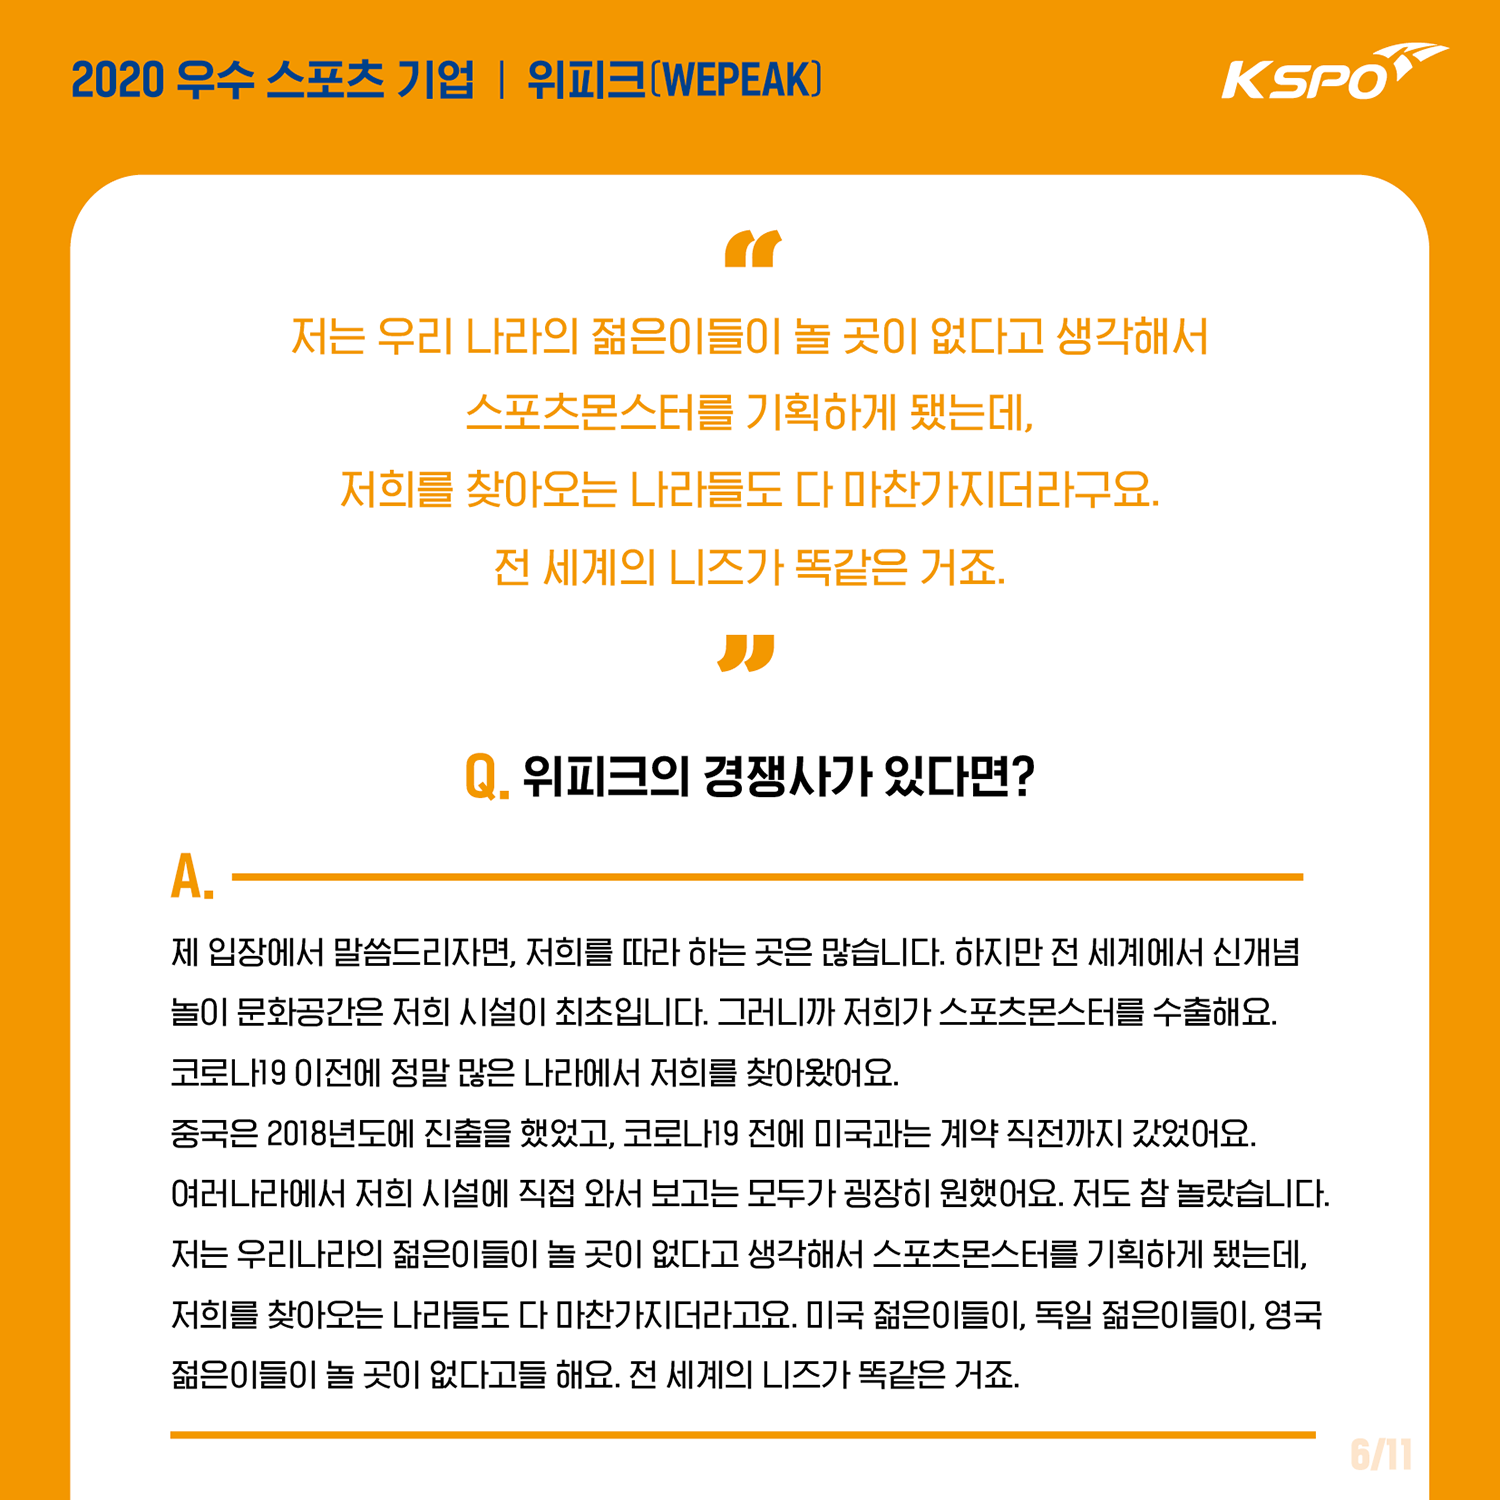 2020 우수 스포츠 기업 | 위피크(WEPEAK)
KSPO
“
저는 우리 나라의 젊은이들이 놀 곳이 없다고 생각해서
스포츠몬스터를 기획하게 됐는데,
저희를 찾아오는 나라들도 다 마찬가지더라구요.
전 세계의 니즈가 똑같은 거죠.
”
Q. 위피크의 경쟁사가 있다면?
A.
제 입장에서 말씀드리자면, 저희를 따라 하는 곳은 많습니다. 하지만 전 세계에서 신개념
놀이 문화공간은 저희 시설이 최초입니다. 그러니까 저희가 스포츠몬스터를 수출해요.
코로나19 이전에 정말 많은 나라에서 저희를 찾아왔어요.
중국은 2018년도에 진출을 했었고, 코로나19 전에 미국과는 계약 직전까지 갔었어요.
여러나라에서 저희 시설에 직접 와서 보고는 모두가 굉장히 원했어요. 저도 참 놀랐습니다.
저는 우리나라의 젊은이들이 놀 곳이 없다고 생각해서 스포츠몬스터를 기획하게 됐는데,
저희를 찾아오는 나라들도 다 마찬가지더라고요. 미국 젊은이들이, 독일 젊은이들이, 영국
젊은이들이 놀 곳이 없다고들 해요. 전 세계의 니즈가 똑같은 거죠.
6/11